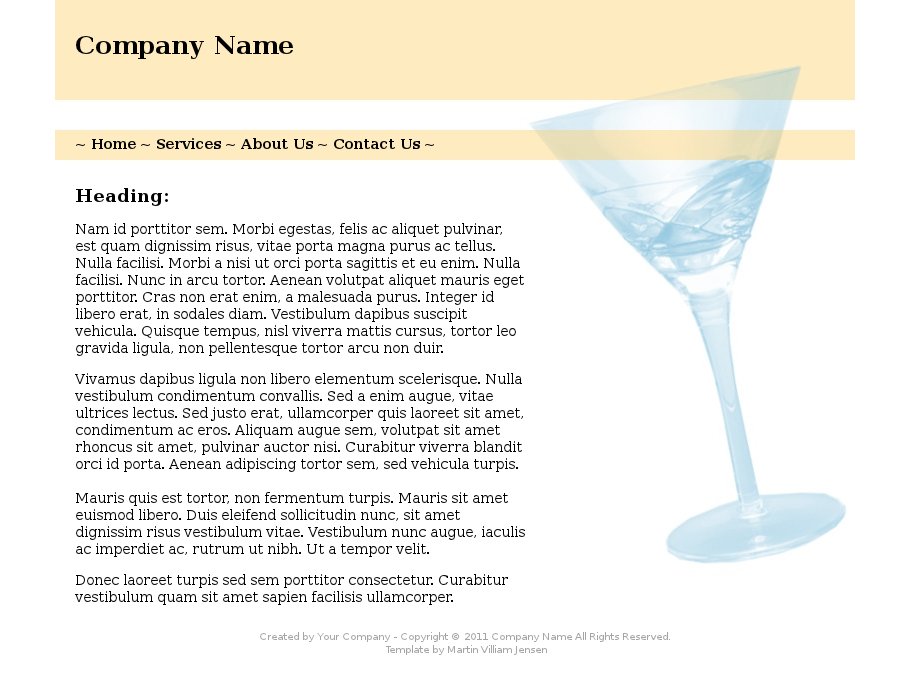 Company Name
~ Home ~ Services ~ About Us ~ Contact Us ~
Heading:
Nam id porttitor sem. Morbi egestas, felis ac aliquet pulvinar,
est quam dignissim risus, vitae porta magna purus ac tellus.
Nulla facilisi. Morbi a nisi ut orci porta sagittis et eu enim. Nulla
facilisi. Nunc in arcu tortor. Aenean volutpat aliquet mauris eget
porttitor. Cras non erat enim, a malesuada purus. Integer id
libero erat, in sodales diam. Vestibulum dapibus suscipit
vehicula. Quisque tempus, nisl viverra mattis cursus, tortor leo
gravida ligula, non pellentesque tortor arcu non duir.
Vivamus dapibus ligula non libero elementum scelerisque. Nulla
vestibulum condimentum convallis. Sed a enim augue, vitae
ultrices lectus. Sed justo erat, ullamcorper quis laoreet sit amet,
condimentum ac eros. Aliquam augue sem, volutpat sit amet
rhoncus sit amet, pulvinar auctor nisi. Curabitur viverra blandit
orci id porta. Aenean adipiscing tortor sem, sed vehicula turpis.
Mauris quis est tortor, non fermentum turpis. Mauris sit amet
euismod libero. Duis eleifend sollicitudin nunc, sit amet
dignissim risus vestibulum vitae. Vestibulum nunc augue, iaculis
ac imperdiet ac, rutrum ut nibh. Ut a tempor velit.
Donec laoreet turpis sed sem porttitor consectetur. Curabitur
vestibulum quam sit amet sapien facilisis ullamcorper.
Created by Your Company - Copyright © 2011 Company Name All Rights Reserved.
Template by Martin Villiam Jensen